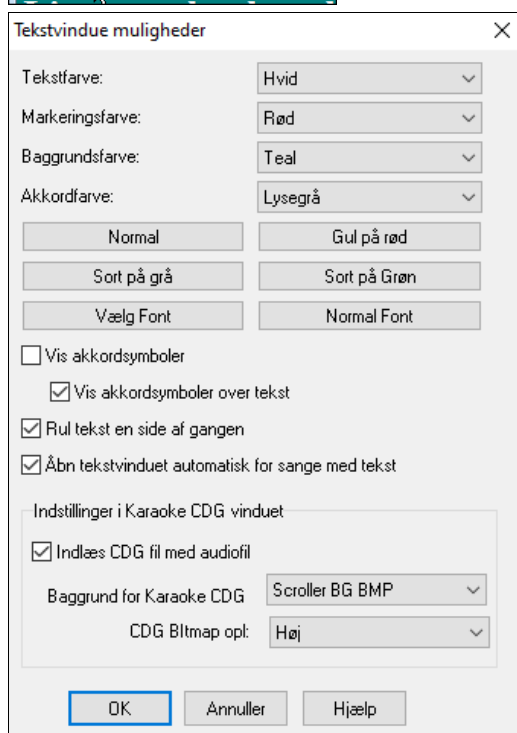 Tekstvindue muligheder
Tekstfarve: Hvid
Markeringsfarve: Rød
Baggrundsfarve: Teal
Akkordfarve: Lysegrå
Normal Gul på rød
Sort på grå Sort på Grøn
Vælg Font Normal Font
Vis akkordsymboler
Vis akkordsymboler over tekst
Rul tekst en side af gangen
Åbn tekstvinduet automatisk for sange med tekst
Indstillinger i Karaoke CDG vinduet
Indlæs CDG fil med audiofil
Baggrund for Karaoke CDG Scroller BG BMP
CDG BItmap opl: Høj
OK Annuller Hjælp